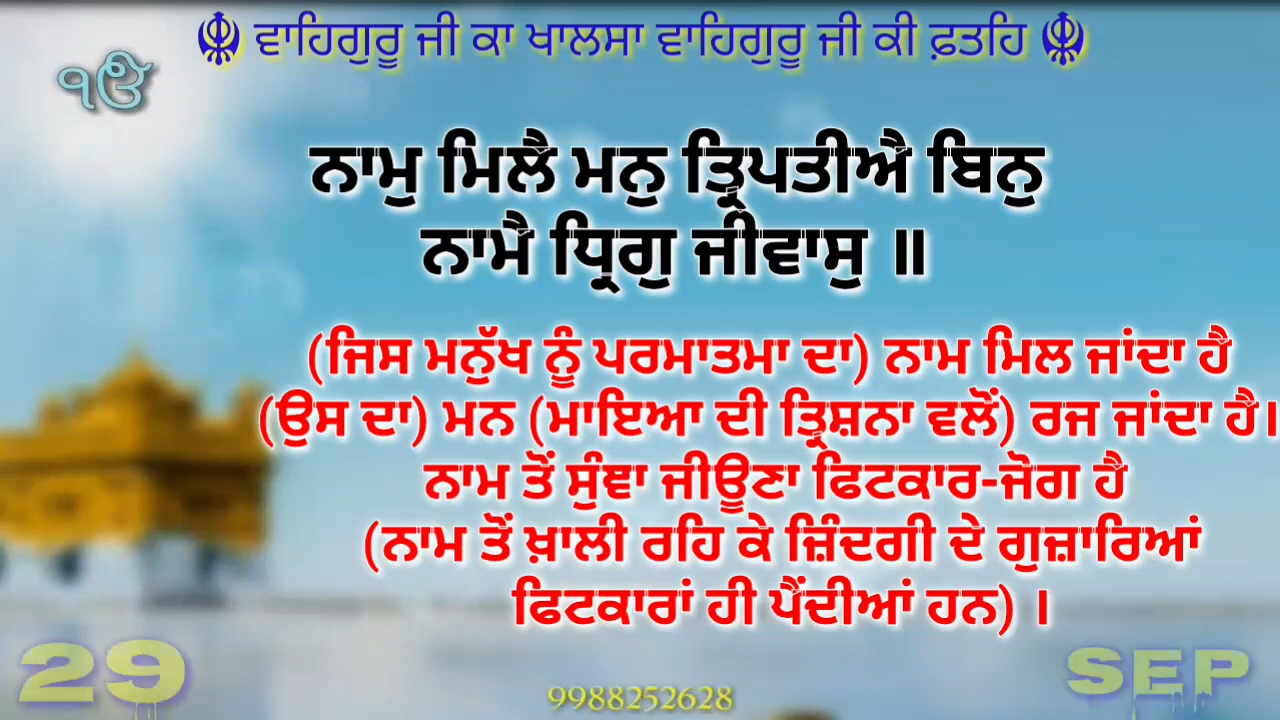 ☬ ਵਾਹਿਗੁਰੂ ਜੀ ਕਾ ਖਾਲਸਾ ਵਾਹਿਗੁਰੂ ਜੀ ਕੀ ਫ਼ਤਹਿ ☬
ੴ
ਨਾਮੁ ਮਿਲੈ ਮਨੁ ਤ੍ਰਿਪਤੀਐ ਬਿਨੁ
ਨਾਮੈ ਧ੍ਰਿਗੁ ਜੀਵਾਸੁ ॥
(ਜਿਸ ਮਨੁੱਖ ਨੂੰ ਪਰਮਾਤਮਾ ਦਾ) ਨਾਮ ਮਿਲ ਜਾਂਦਾ ਹੈ
(ਉਸ ਦਾ) ਮਨ (ਮਾਇਆ ਦੀ ਤ੍ਰਿਸ਼ਨਾ ਵਲੋਂ) ਰਜ ਜਾਂਦਾ ਹੈ।
ਨਾਮ ਤੋਂ ਸੁੰਞਾ ਜੀਊਣਾ ਫਿਟਕਾਰ-ਜੋਗ ਹੈ
(ਨਾਮ ਤੋਂ ਖ਼ਾਲੀ ਰਹਿ ਕੇ ਜ਼ਿੰਦਗੀ ਦੇ ਗੁਜ਼ਾਰਿਆਂ
ਫਿਟਕਾਰਾਂ ਹੀ ਪੈਂਦੀਆਂ ਹਨ) ।
29
SEP
9988252628